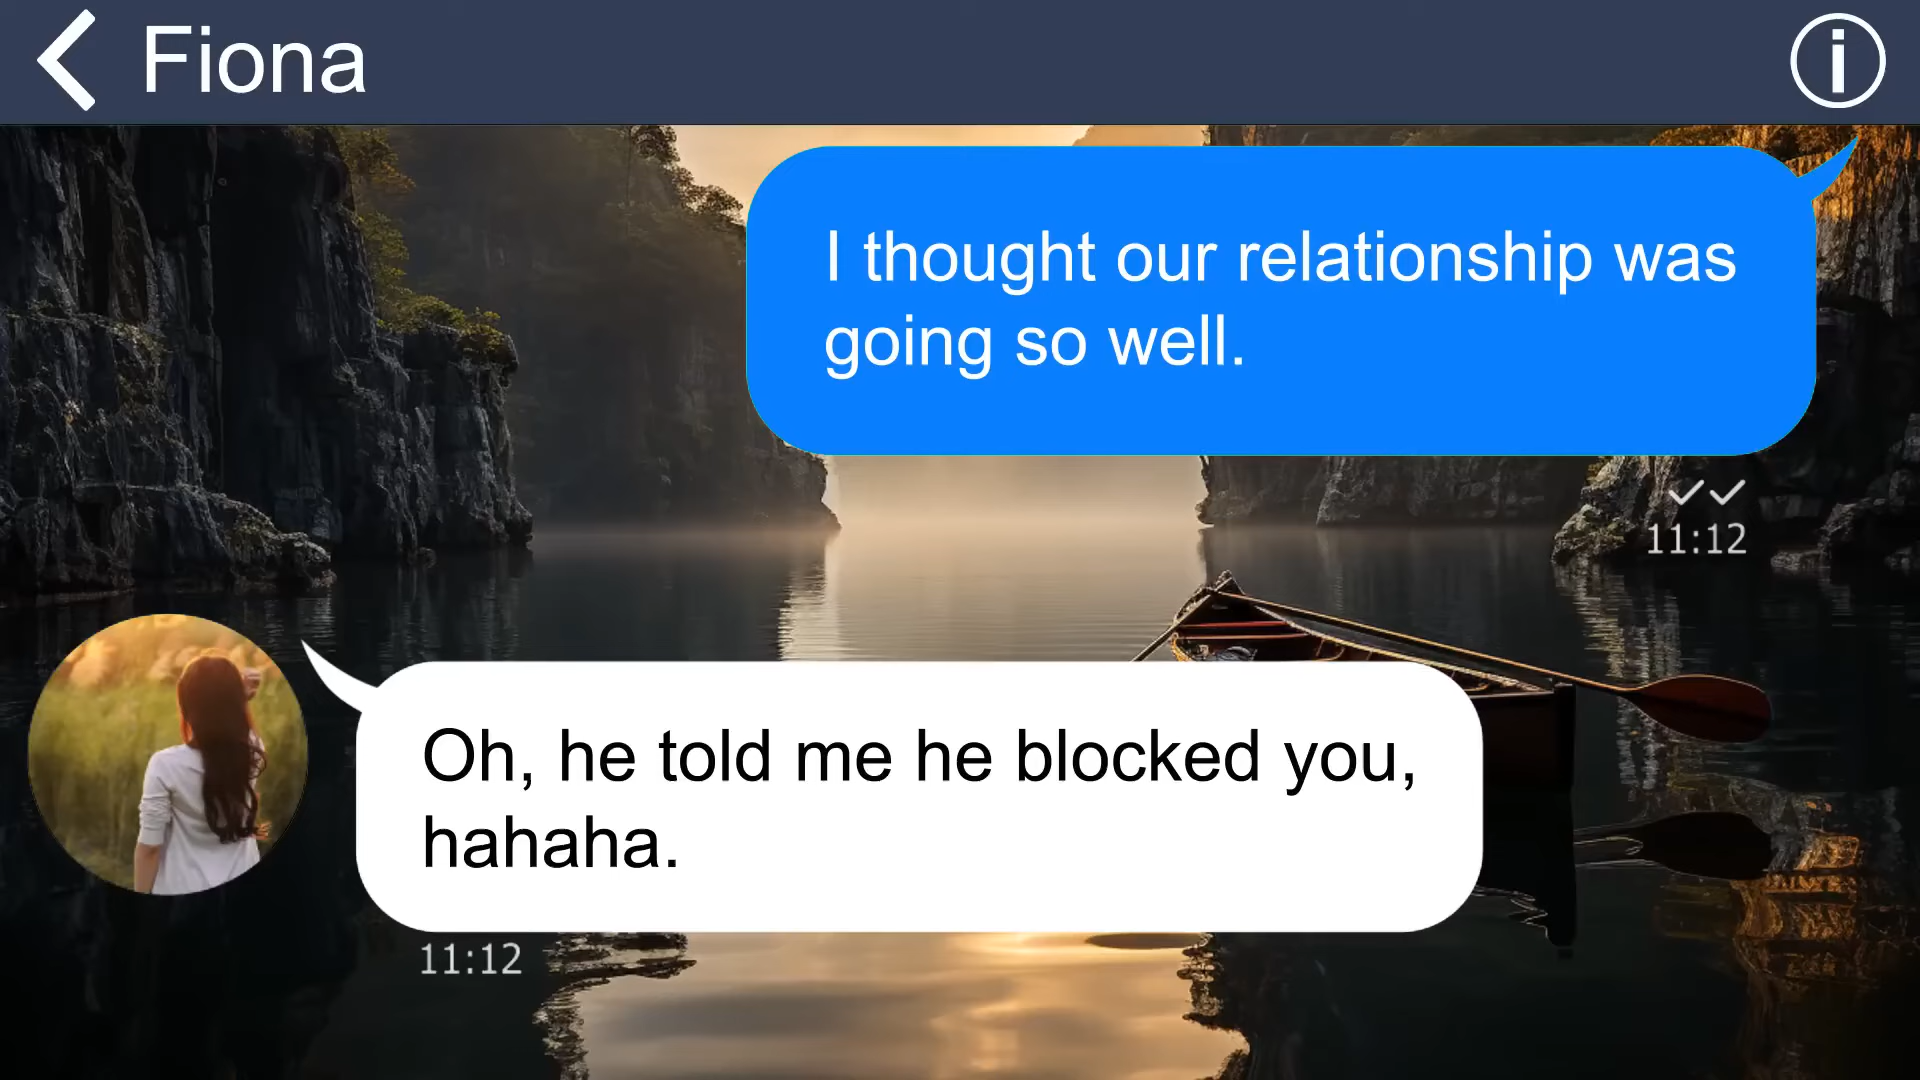 Fiona
I thought our relationship was
going so well.
11:12
Oh, he told me he blocked you,
hahaha.
11:12